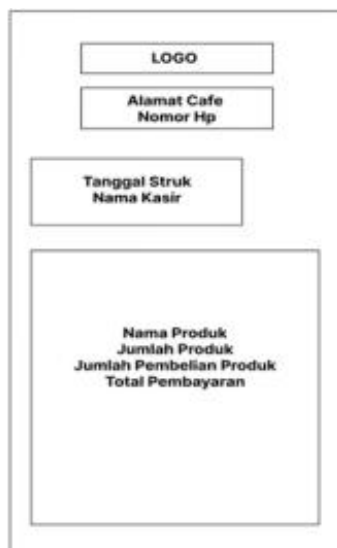 LOGO
Alamat Cafe
Nomor Hp
Tanggal Struk
Nama Kasir
Nama Produk
Jumlah Produk
Jumlah Pembelian Produk
Total Pembayaran